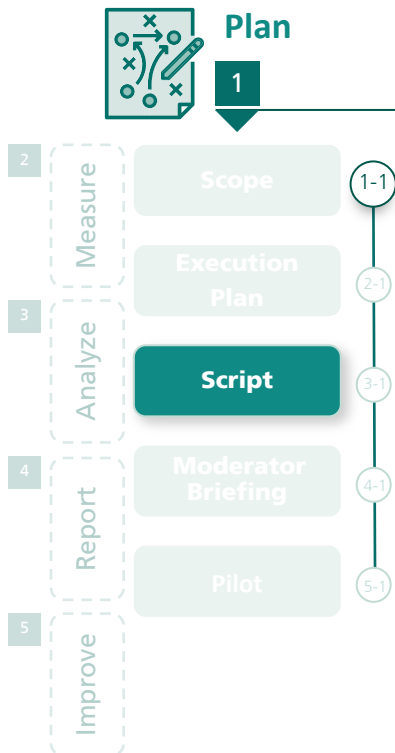 Plan
1
2
Measure
3
Analyze
4
Report
5
Improve
Scope
1-1
Execution
Plan
2-1
Script
3-1
Moderator
Briefing
4-1
Pilot
5-1